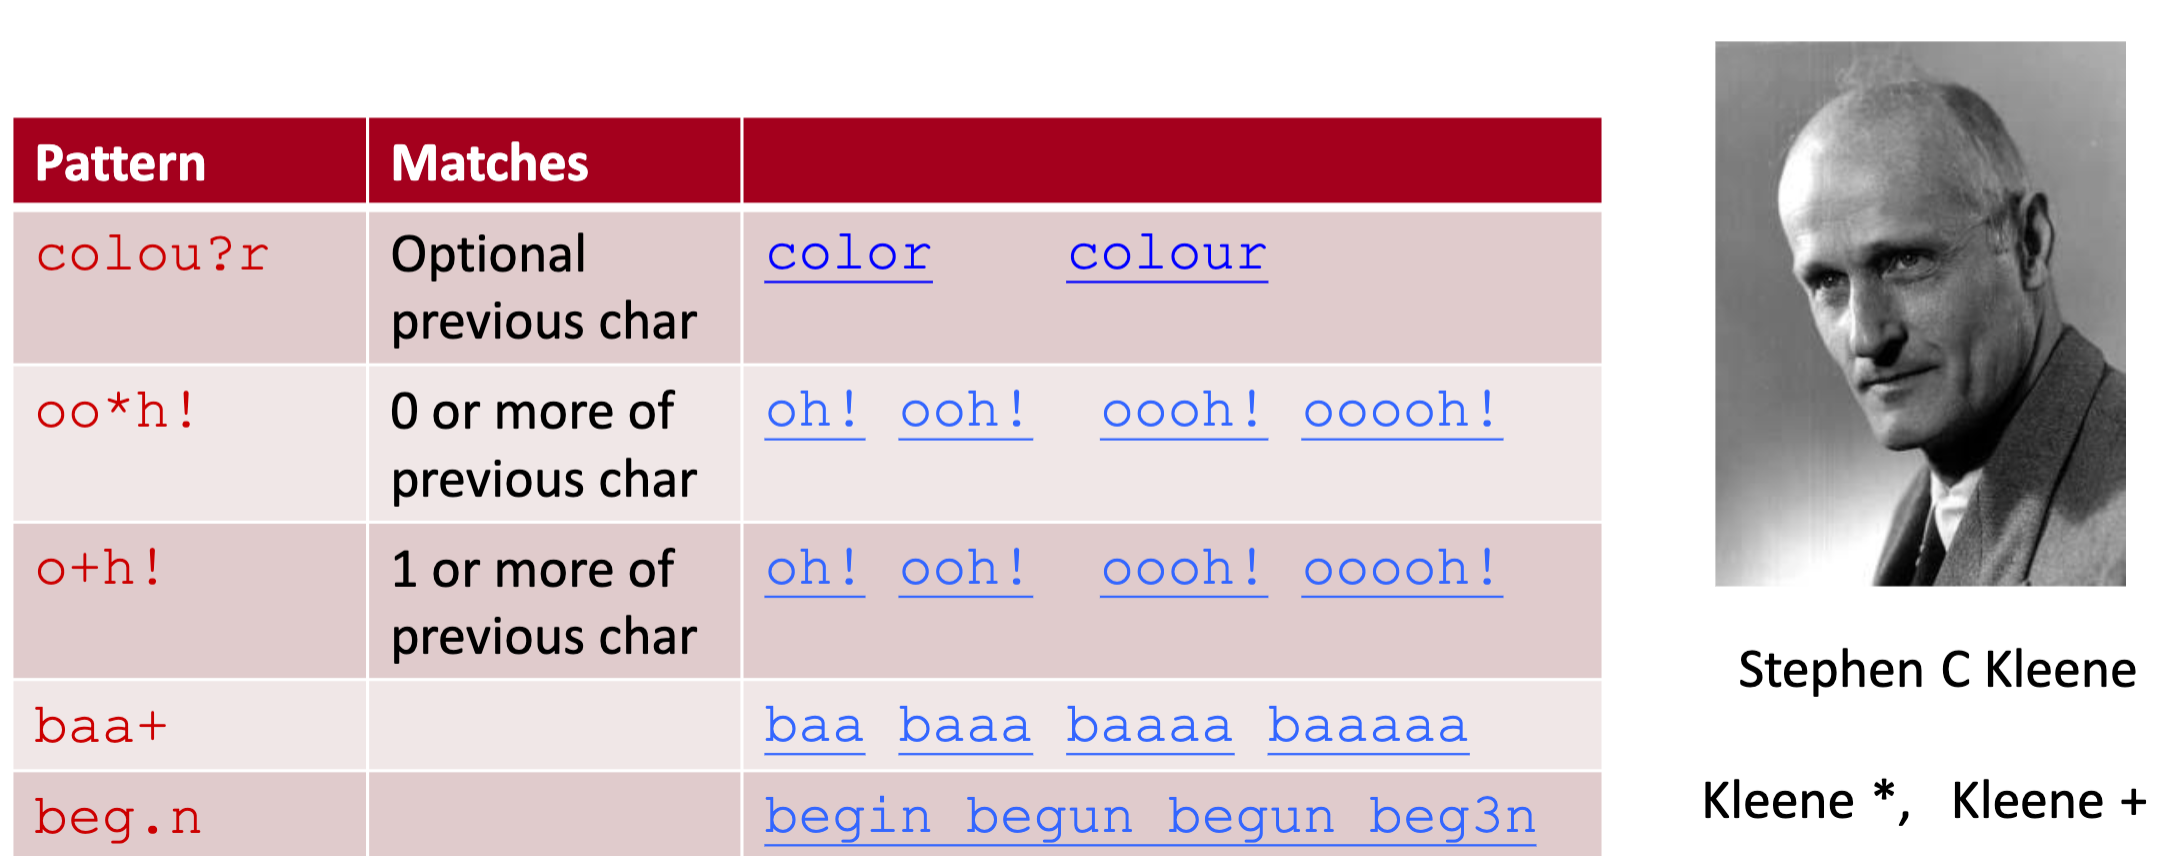 Pattern Matches
colou?r Optional previous char color colour
oo*h! 0 or more of previous char oh! ooh! oooh! ooooh!
o+h! 1 or more of previous char oh! ooh! oooh! ooooh!
baa+ baa baaa baaaa baaaaa
beg.n begin begun begun beg3n
Stephen C Kleene
Kleene *, Kleene +